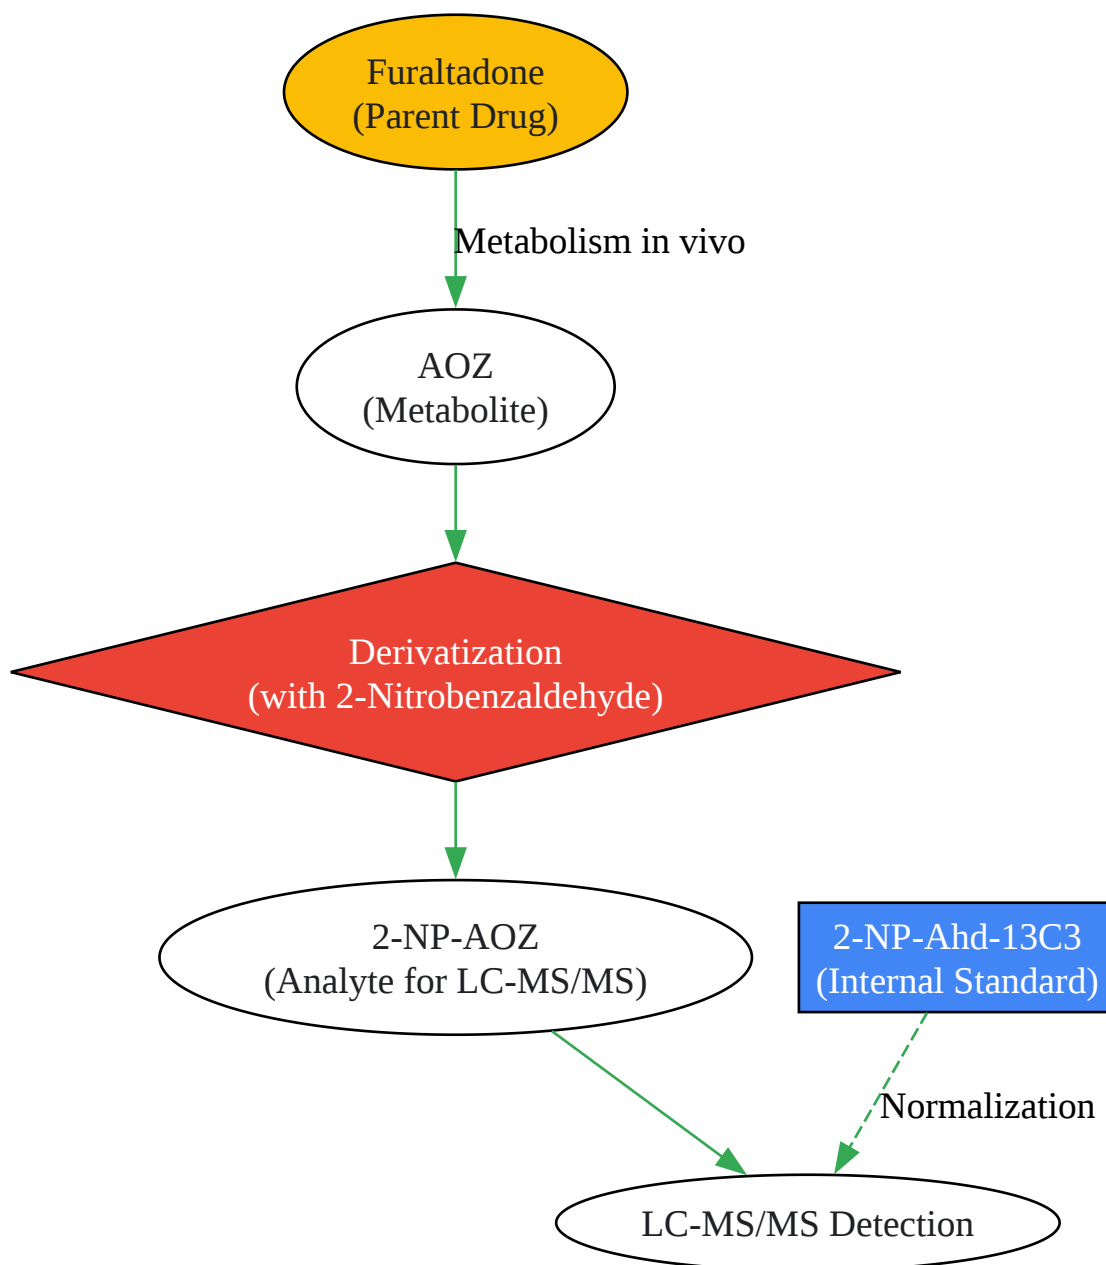 Furaltadone
(Parent Drug)
Metabolism in vivo
AOZ
(Metabolite)
Derivatization
(with 2-Nitrobenzaldehyde)
2-NP-AOZ
(Analyte for LC-MS/MS)
2-NP-Ahd-13C3
(Internal Standard)
Normalization
LC-MS/MS Detection